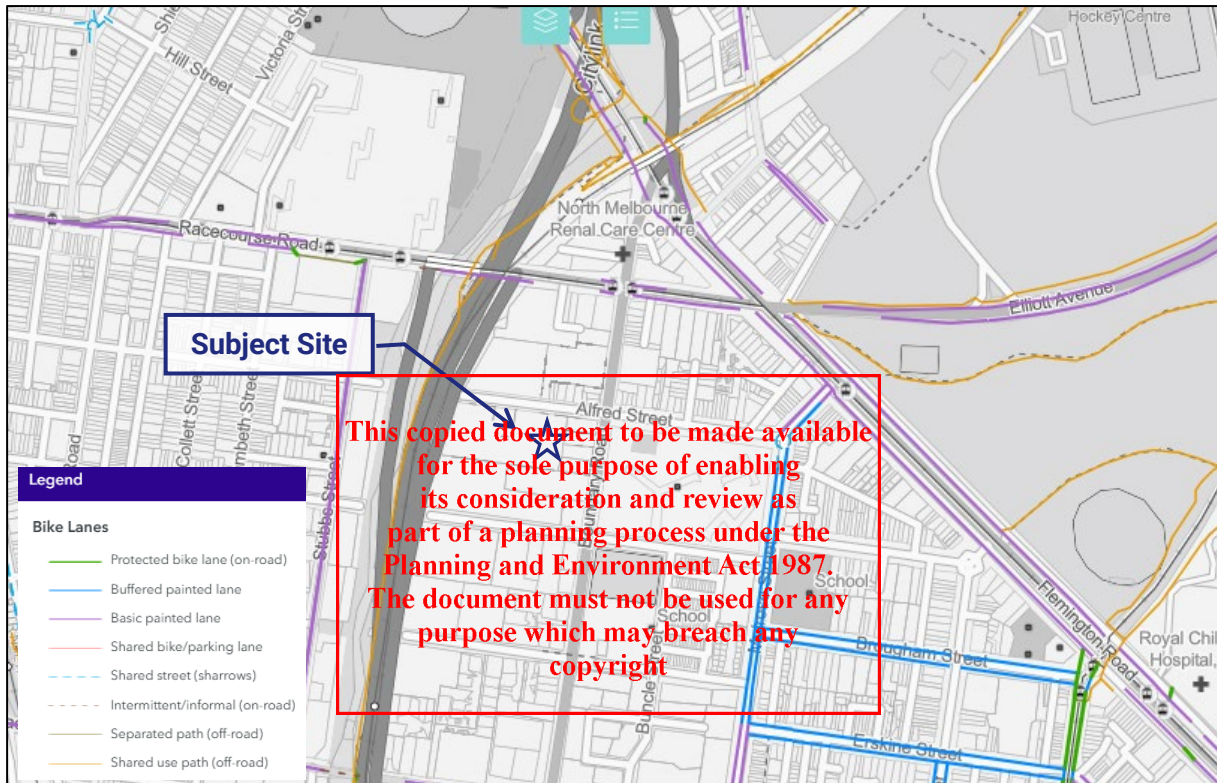 Hockey Centre
Hill Street
CityLink
North Melbourne
Renal Care Centre
Racecourse Road
Elliott Avenue
Subject Site
Alfred Street
Collett Street
Stubbs Street
Boundary Road
This copied document to be made available
for the sole purpose of enabling
its consideration and review as
part of a planning process under the
Planning and Environment Act 1987.
The document must not be used for any
purpose which may breach any
copyright
School
School
Buncle Street
Flemington Road
Brougham Street
Erskine Street
Royal Chil
Hospital,
Legend
Bike Lanes
Protected bike lane (on-road)
Buffered painted lane
Basic painted lane
Shared bike/parking lane
Shared street (sharrows)
Intermittent/informal (on-road)
Separated path (off-road)
Shared use path (off-road)